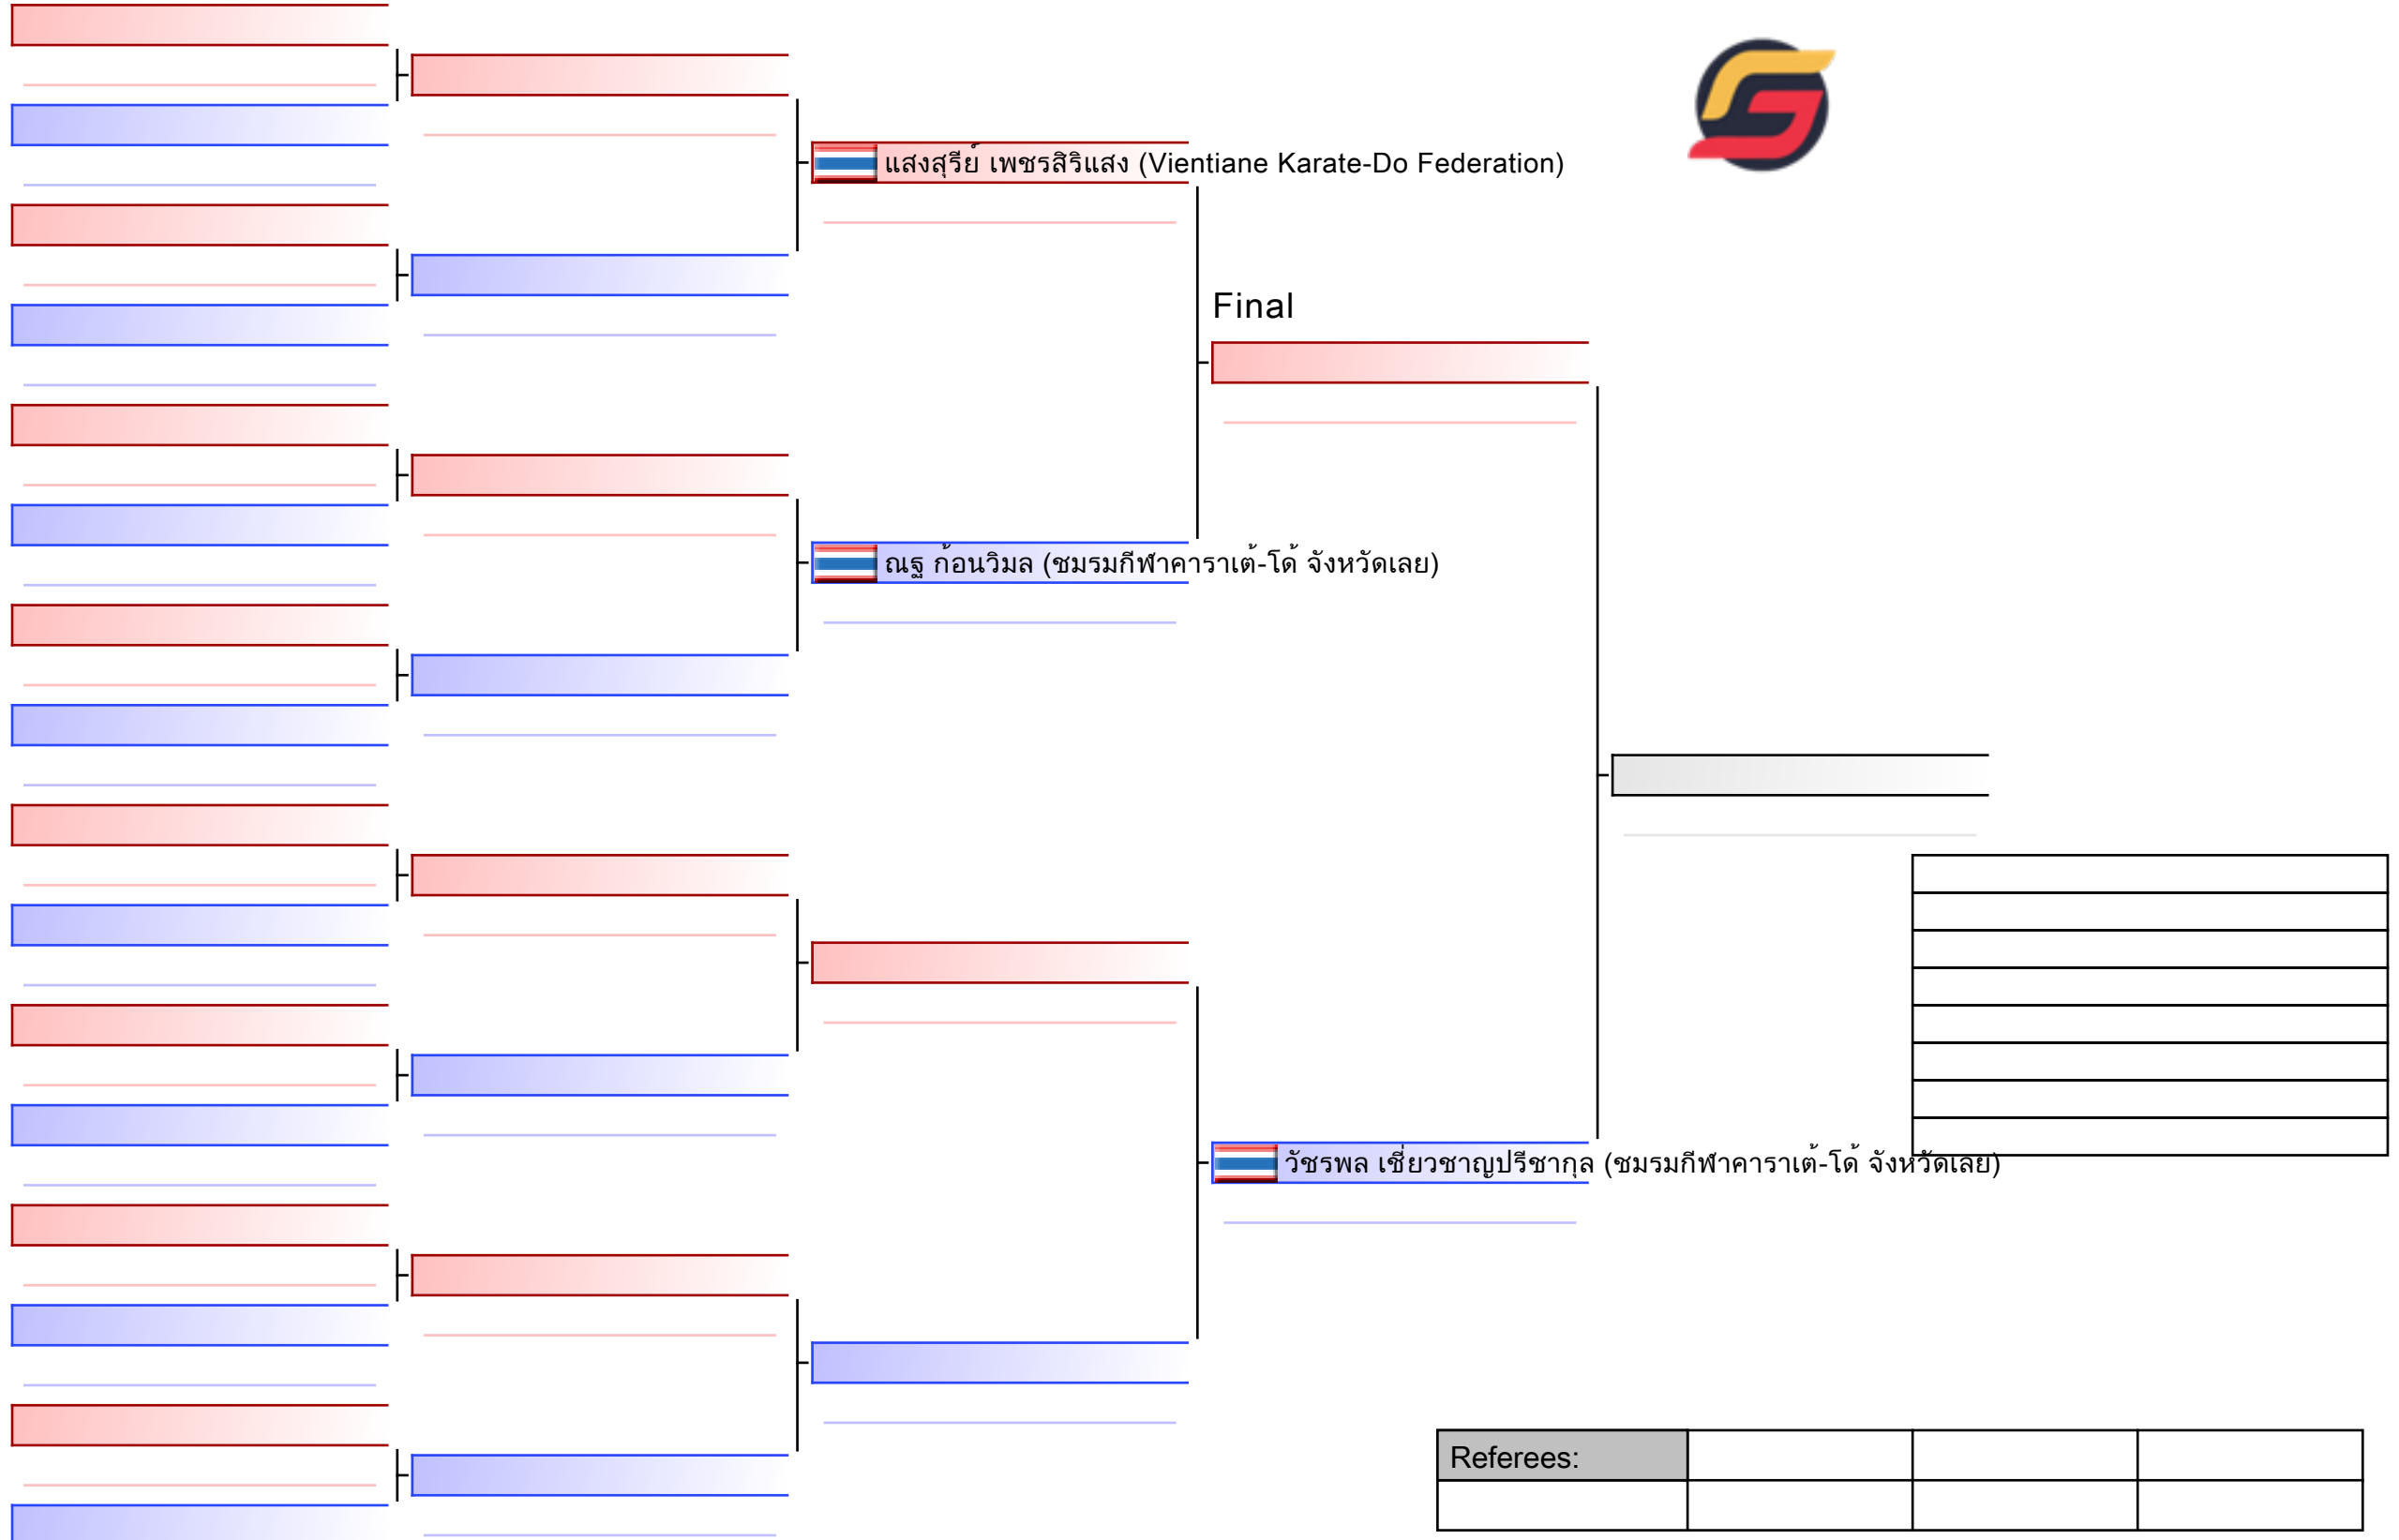 แสงสุรีย์ เพชรสิริแสง (Vientiane Karate-Do Federation)
Final
ณฐ ก้อนวิมล (ชมรมกีฬาคาราเต้-โด้ จังหวัดเลย)
วัชรพล เชี่ยวชาญปรีชากุล (ชมรมกีฬาคาราเต้-โด้ จังหวัดเลย)
Referees: